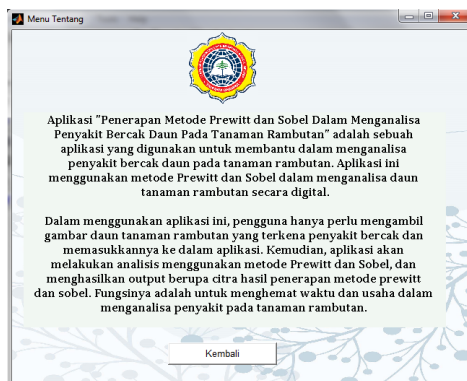 Menu Tentang
Aplikasi "Penerapan Metode Prewitt dan Sobel Dalam Menganalisa
Penyakit Bercak Daun Pada Tanaman Rambutan" adalah sebuah
aplikasi yang digunakan untuk membantu dalam menganalisa
penyakit bercak daun pada tanaman rambutan. Aplikasi ini
menggunakan metode Prewitt dan Sobel dalam menganalisa daun
tanaman rambutan secara digital.
Dalam menggunakan aplikasi ini, pengguna hanya perlu mengambil
gambar daun tanaman rambutan yang terkena penyakit bercak dan
memasukkannya ke dalam aplikasi. Kemudian, aplikasi akan
melakukan analisis menggunakan metode Prewitt dan Sobel, dan
menghasilkan output berupa citra hasil penerapan metode prewitt
dan sobel. Fungsinya adalah untuk menghemat waktu dan usaha dalam
menganalisa penyakit pada tanaman rambutan.
Kembali